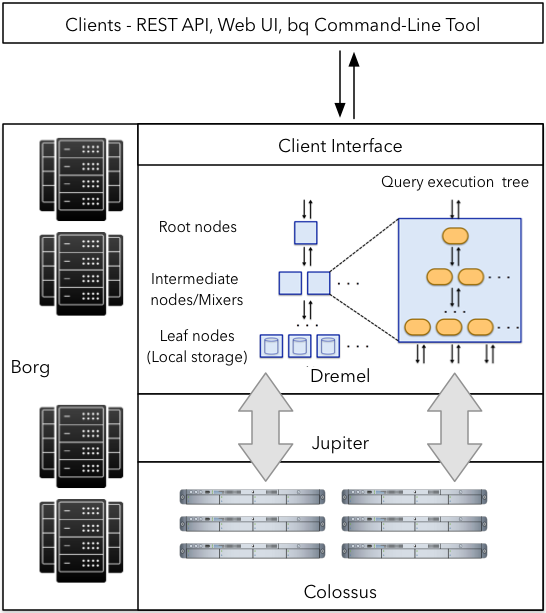 Clients - REST API, Web UI, bq Command-Line Tool
Client Interface
Query execution tree
Root nodes
Intermediate
nodes/Mixers
Leaf nodes
(Local storage)
Dremel
Borg
Jupiter
Colossus